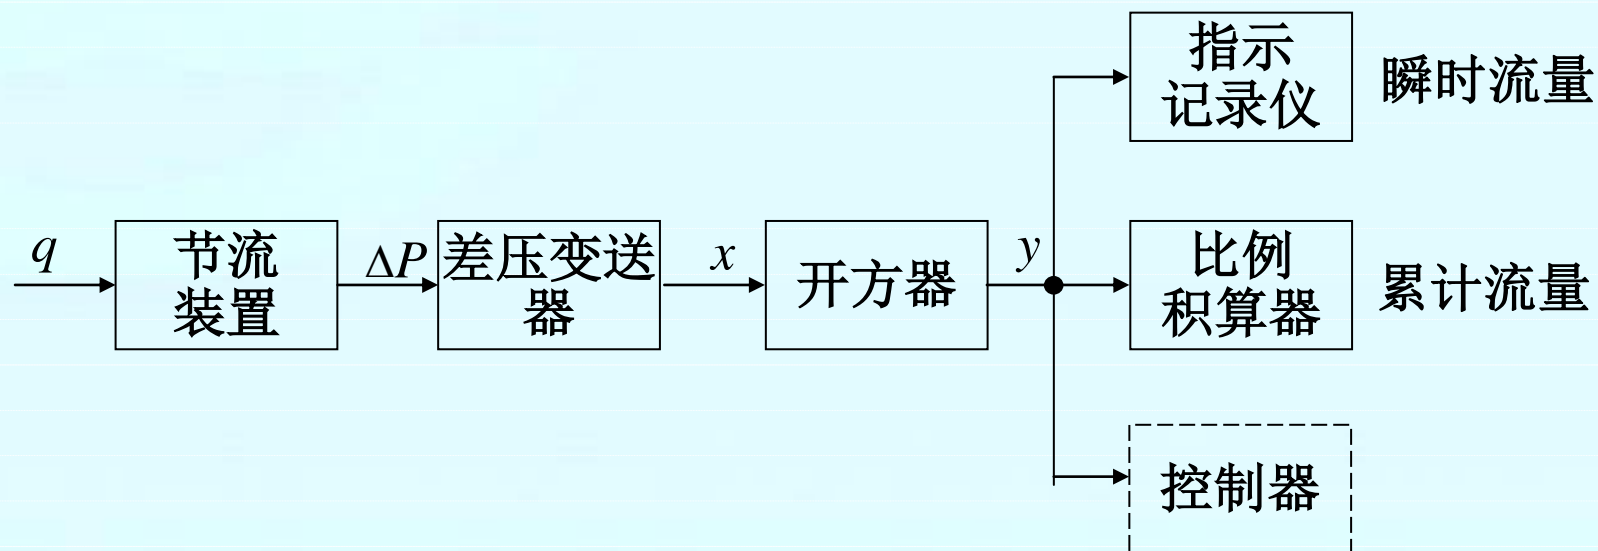 指示
记录仪
瞬时流量
q
节流
装置
ΔP
差压变送
器
x
开方器
y
比例
积算器
累计流量
控制器